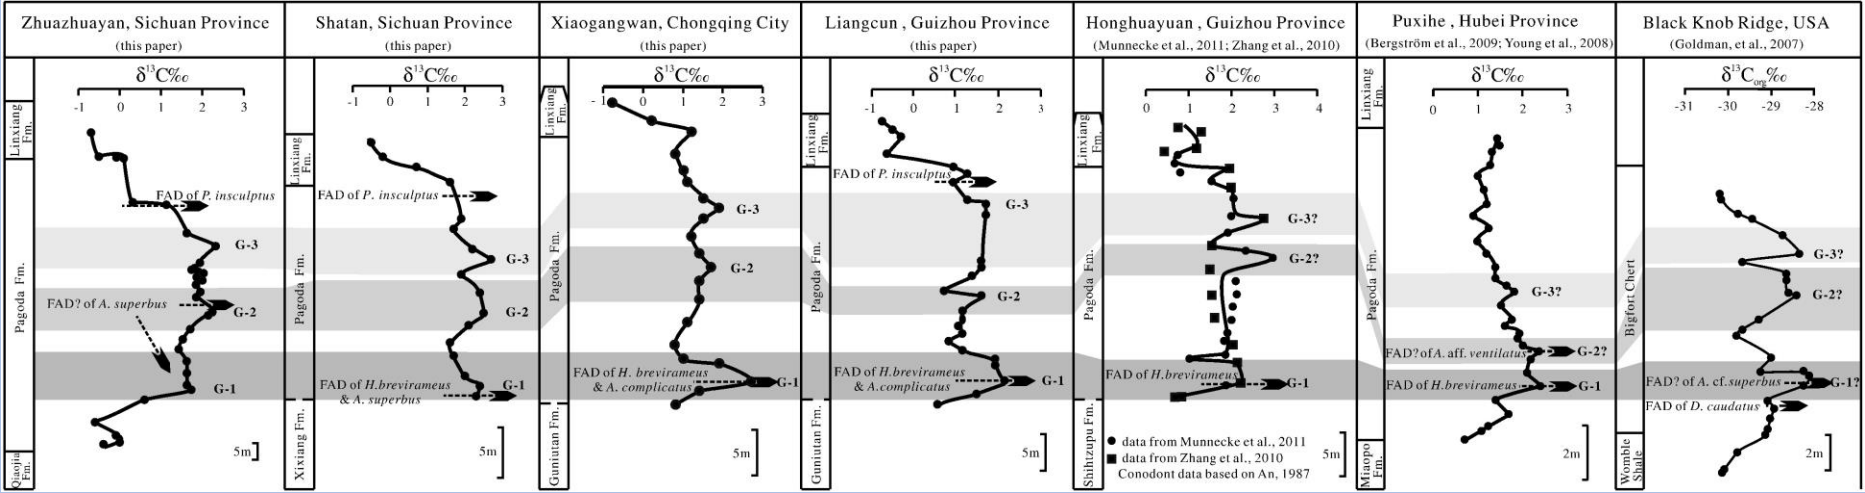 Zhuazhuayan, Sichuan Province
(this paper)
δ¹³C‰
-1 0 1 2 3
Linxiang Fm.
Pagoda Fm.
Qiaojia Fm.
FAD of P. insculptus
G-3
FAD? of A. superbus
G-2
G-1
5m
Shatan, Sichuan Province
(this paper)
δ¹³C‰
-1 0 1 2 3
Linxiang Fm.
Pagoda Fm.
Xixiang Fm.
FAD of P. insculptus
G-3
G-2
FAD of H.brevirameus
& A. superbus
G-1
5m
Xiaogangwan, Chongqing City
(this paper)
δ¹³C‰
-1 0 1 2 3
Linxiang Fm.
Pagoda Fm.
Guniutan Fm.
G-3
G-2
FAD of H. brevirameus
& A.complicatus
G-1
5m
Liangcun , Guizhou Province
(this paper)
δ¹³C‰
-1 0 1 2 3
Linxiang Fm.
Pagoda Fm.
Guniutan Fm.
FAD of P. insculptus
G-3
G-2
FAD of H.brevirameus
& A.complicatus
G-1
5m
Honghuayuan , Guizhou Province
(Munnecke et al., 2011; Zhang et al., 2010)
δ¹³C‰
0 1 2 3 4
Linxiang Fm.
Pagoda Fm.
Shihtzupu Fm.
G-3?
G-2?
FAD of H.brevirameus
G-1
data from Munnecke et al., 2011
data from Zhang et al., 2010
Conodont data based on An, 1987
5m
Puxihe , Hubei Province
(Bergström et al., 2009; Young et al., 2008)
δ¹³C‰
0 1 2 3
Linxiang Fm.
Pagoda Fm.
Miaopo Fm.
G-3?
FAD? of A. aff. ventilatus
G-2?
FAD of H.brevirameus
G-1
2m
Black Knob Ridge, USA
(Goldman, et al., 2007)
δ¹³Corg‰
-31 -30 -29 -28
Bigfort Chert
Womble Shale
G-3?
G-2?
FAD? of A. cf. superbus
G-1?
FAD of D. caudatus
2m